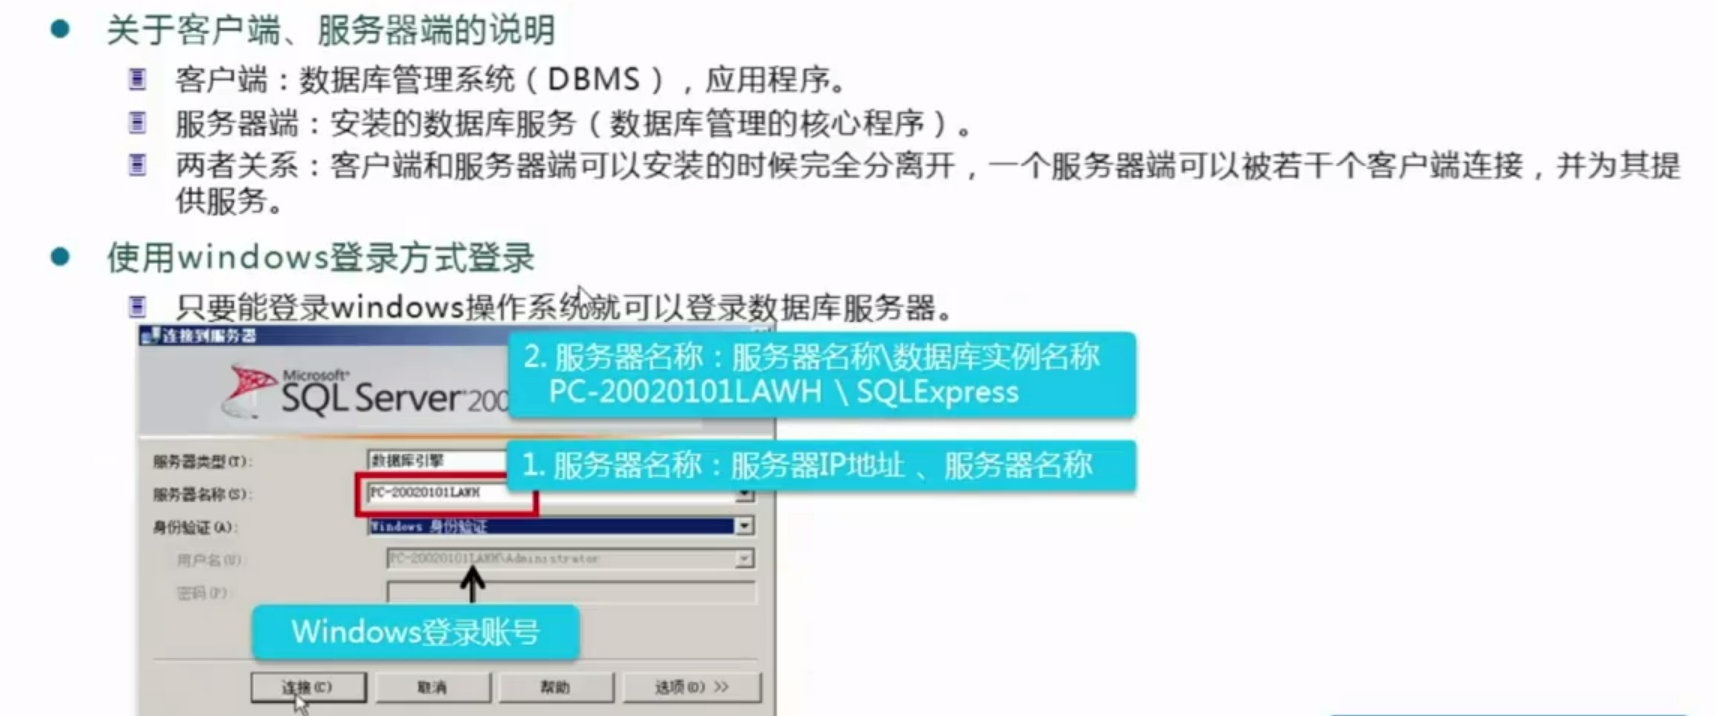 关于客户端、服务器端的说明
客户端：数据库管理系统（DBMS），应用程序。
服务器端：安装的数据库服务（数据库管理的核心程序）。
两者关系：客户端和服务器端可以安装的时候完全分离开，一个服务器端可以被若干个客户端连接，并为其提
供服务。
使用windows登录方式登录
只要能登录windows操作系统就可以登录数据库服务器。
连接到服务器
Microsoft
SQL Server 200
2. 服务器名称：服务器名称\数据库实例名称
PC-20020101LAWH \ SQLExpress
服务器类型(T): 数据库引擎
1. 服务器名称：服务器IP地址 、服务器名称
服务器名称(S): PC-20020101LAWH
身份验证(A): Windows 身份验证
用户名(U): PC-20020101LAWH\Administrator
密码(P):
Windows登录账号
连接(C) 取消 帮助 选项(O) >>